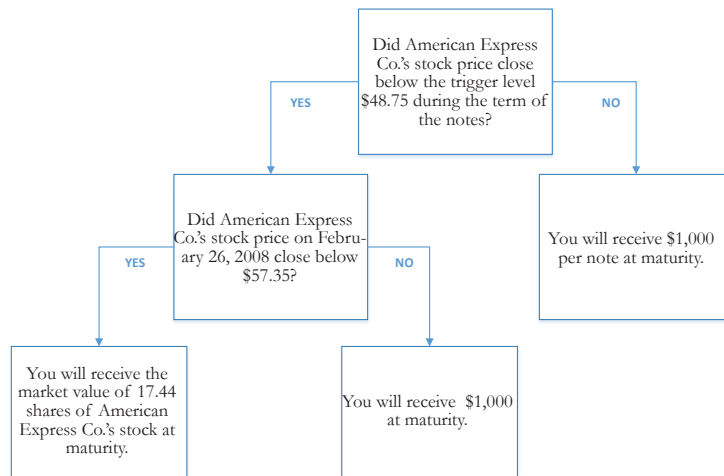 Did American Express
Co.'s stock price close
below the trigger level
$48.75 during the term of
the notes?
YES
NO
Did American Express
Co.'s stock price on Febru-
ary 26, 2008 close below
$57.35?
You will receive $1,000
per note at maturity.
YES
NO
You will receive the
market value of 17.44
shares of American
Express Co.'s stock at
maturity.
You will receive $1,000
at maturity.